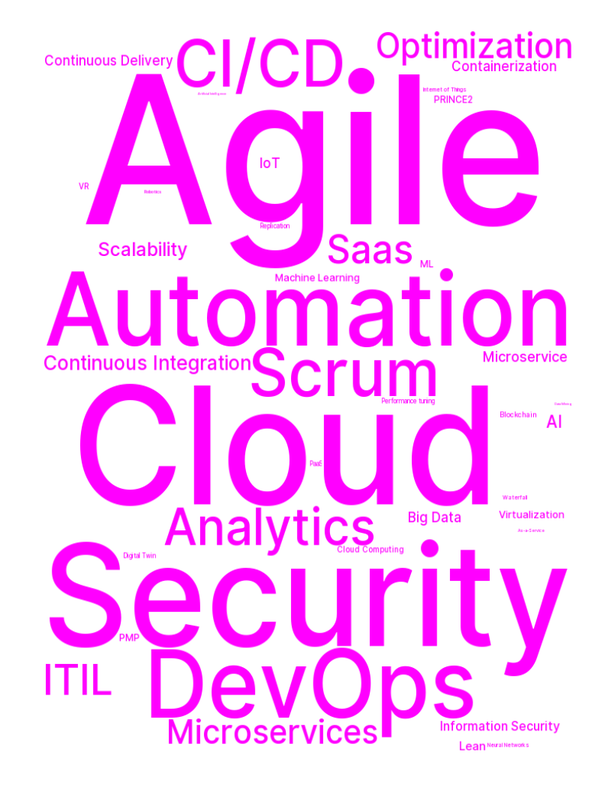 Optimization
CI/CD
Continuous Delivery
Containerization
Internet of Things
PRINCE2
Agile
IoT
VR
Robotics
Replication
Saas
Scalability
ML
Machine Learning
Automation
Microservice
Continuous Integration
Scrum
Performance tuning
Blockchain
AI
Cloud
PaaS
Waterfall
Virtualization
Big Data
Analytics
Cloud Computing
Digital Twin
Security
PMP
ITIL
DevOps
Microservices
Information Security
Lean
Neural Networks